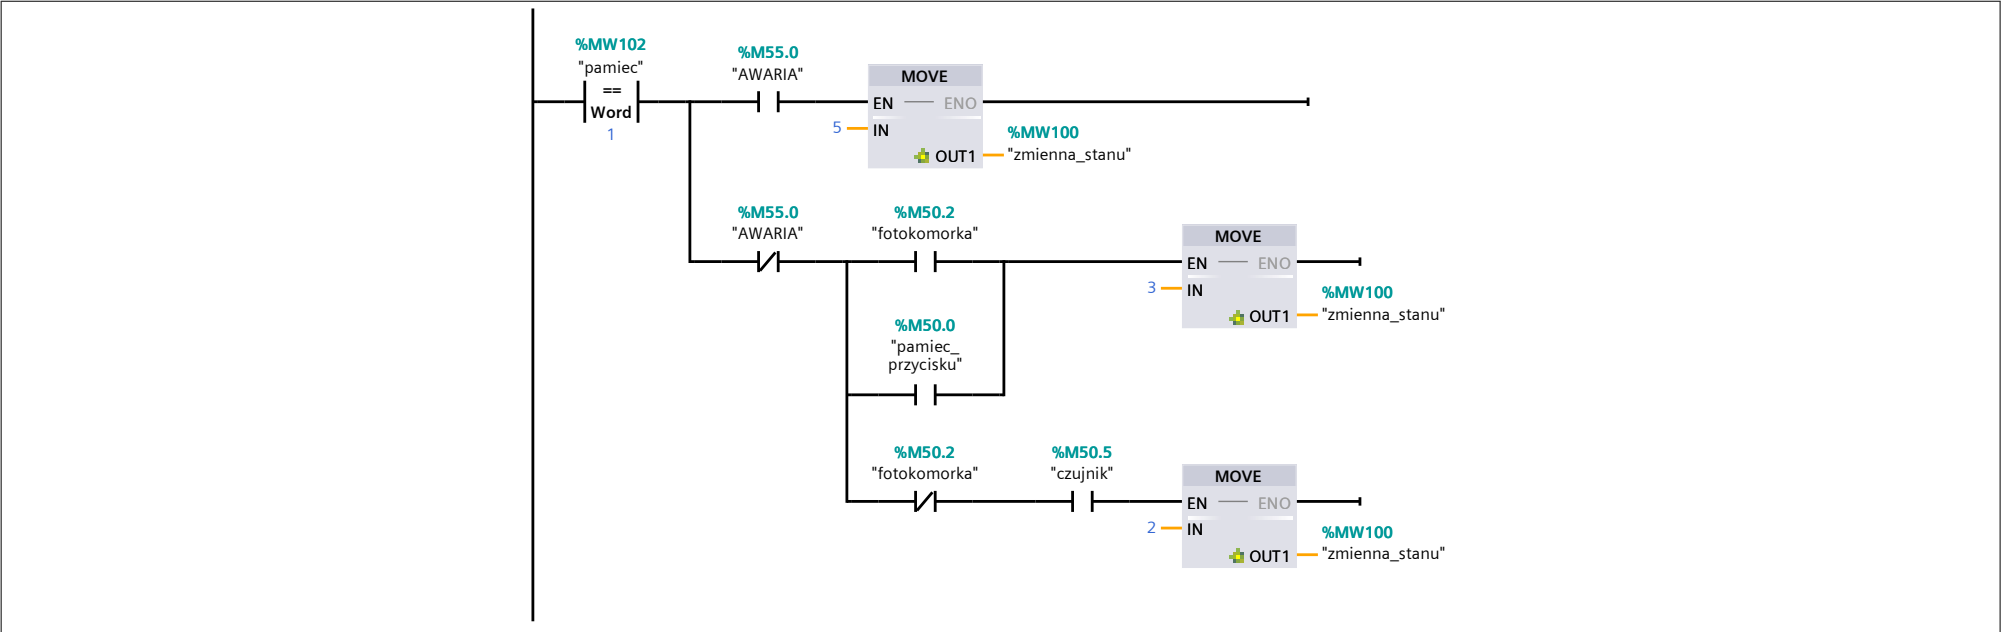 %MW102
"pamiec"
==
Word
1
%M55.0
"AWARIA"
MOVE
EN ENO
5 IN
OUT1
%MW100
"zmienna_stanu"
%M55.0
"AWARIA"
%M50.2
"fotokomorka"
MOVE
EN ENO
3 IN
OUT1
%MW100
"zmienna_stanu"
%M50.0
"pamiec_
przycisku"
%M50.2
"fotokomorka"
%M50.5
"czujnik"
MOVE
EN ENO
2 IN
OUT1
%MW100
"zmienna_stanu"